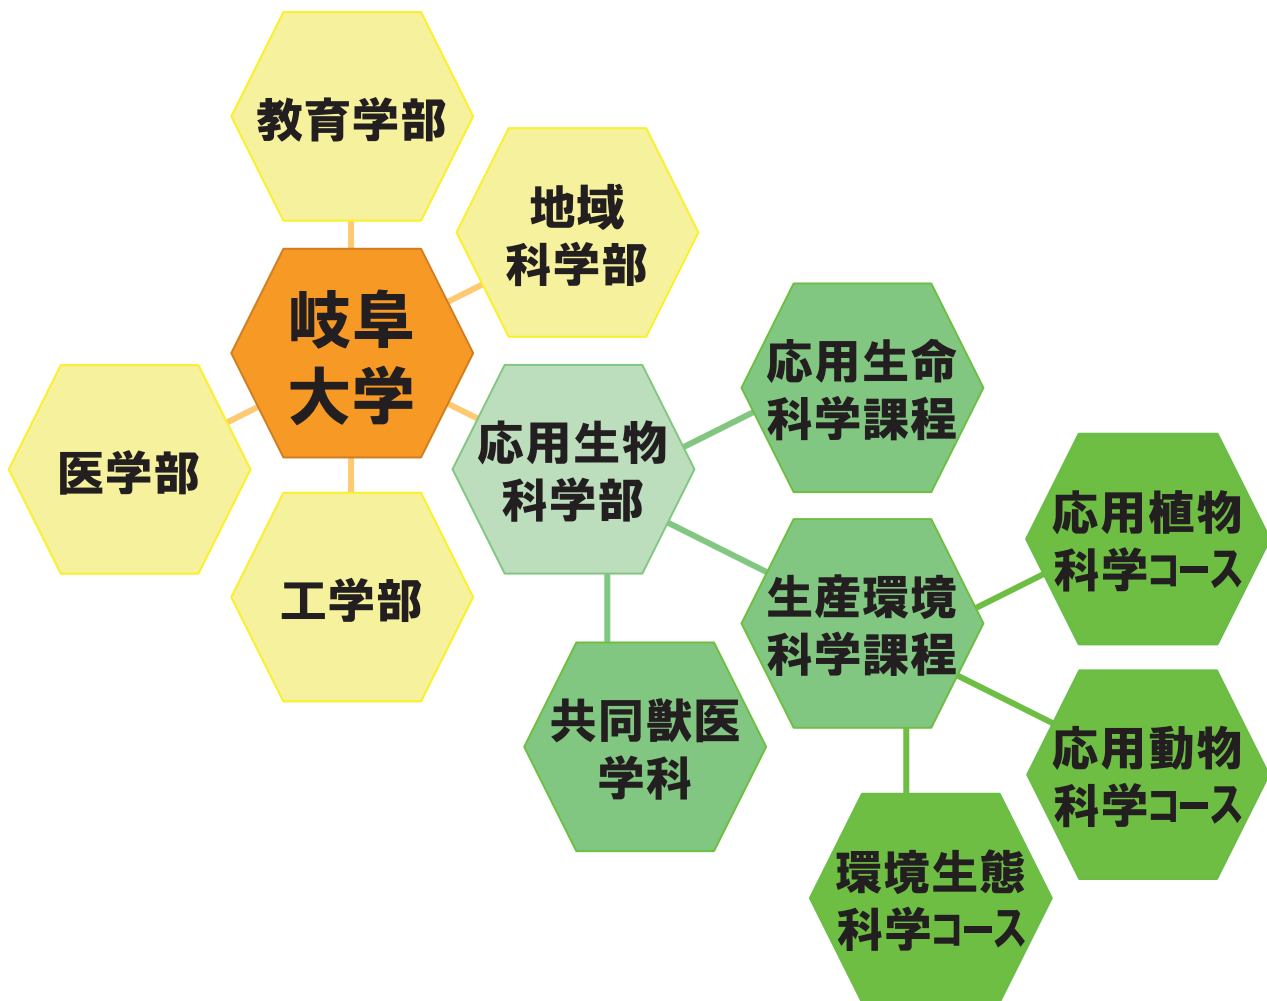 教育学部
地域
科学部
岐阜
大学
医学部
工学部
応用生物
科学部
応用生命
科学課程
生産環境
科学課程
共同獣医
学科
応用植物
科学コース
応用動物
科学コース
環境生態
科学コース